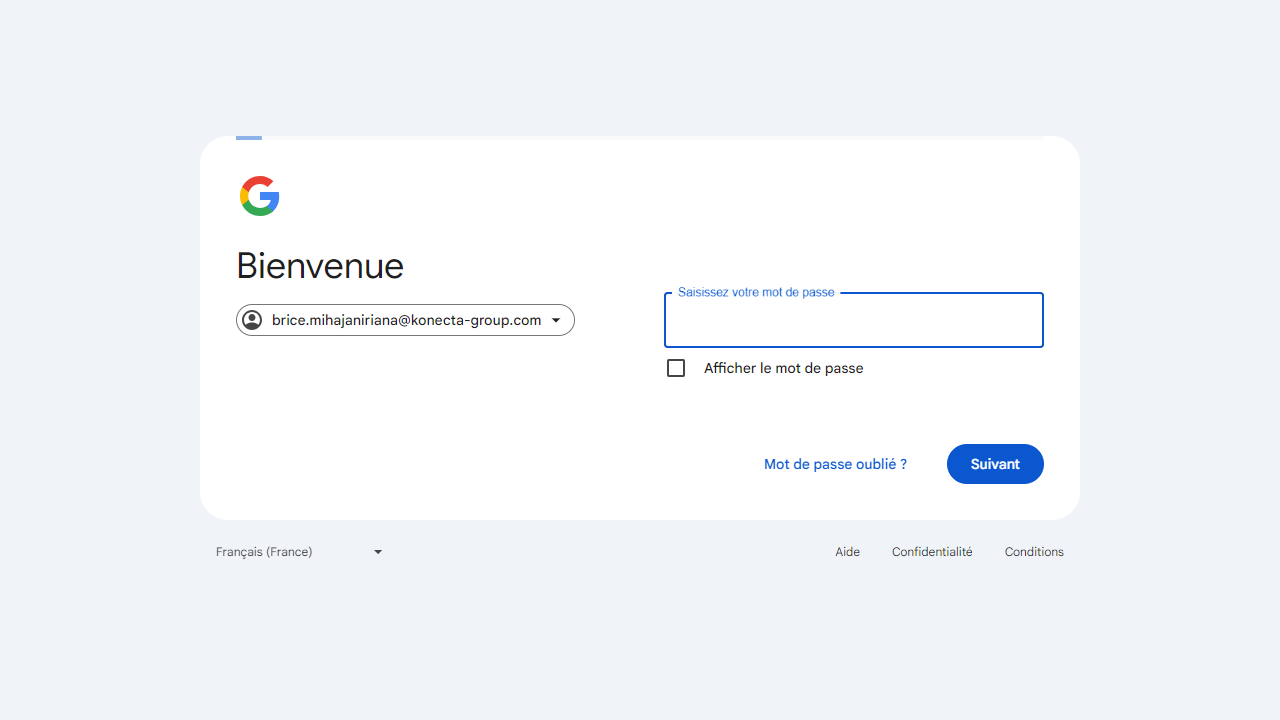 Bienvenue
brice.mihajaniriana@konecta-group.com
Saisissez votre mot de passe
Afficher le mot de passe
Mot de passe oublié ?
Suivant
Français (France)
Aide
Confidentialité
Conditions